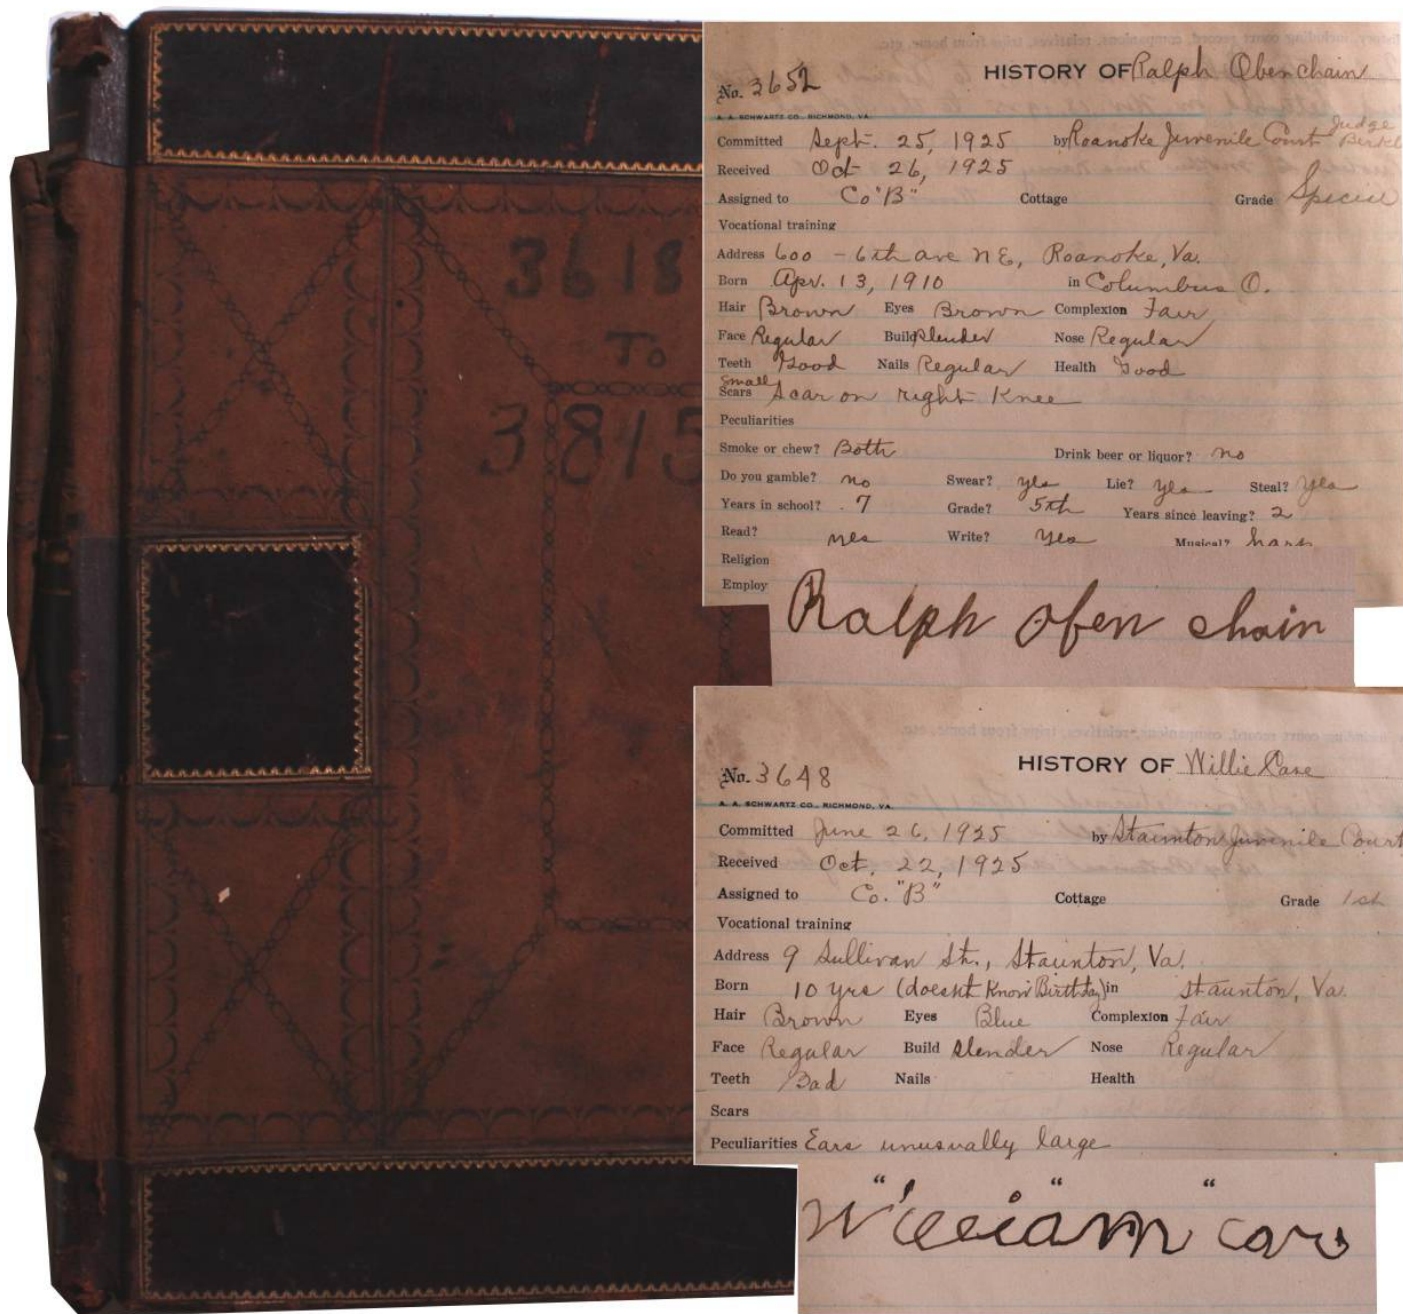 3618
TO
3815
HISTORY OF Ralph Obenchain
No. 3652
A. A. SCHWARTZ CO., RICHMOND, VA.
Committed Sept. 25, 1925 by Roanoke Juvenile Court Judge
Received Oct 26, 1925
Assigned to Co "B" Cottage Grade Special
Vocational training
Address 600 - 6th ave NE, Roanoke, Va.
Born Apr. 13, 1910 in Columbus O.
Hair Brown Eyes Brown Complexion Fair
Face Regular Build Slender Nose Regular
Teeth Good Nails Regular Health Good
Small
Scars Scar on right Knee
Peculiarities
Smoke or chew? Both Drink beer or liquor? no
Do you gamble? no Swear? yes Lie? yes Steal? yes
Years in school? 7 Grade? 5th Years since leaving? 2
Read? yes Write? yes Musical? harp
Religion
Employ
Ralph Oben chain
HISTORY OF Willie Case
No. 3648
A. A. SCHWARTZ CO., RICHMOND, VA.
Committed June 26, 1925 by Staunton Juvenile Court
Received Oct, 22, 1925
Assigned to Co. "B" Cottage Grade 1st
Vocational training
Address 9 Sullivan St., Staunton, Va.
Born 10 yrs (doesnt Know Birthday) in Staunton, Va.
Hair Brown Eyes Blue Complexion Fair
Face Regular Build Slender Nose Regular
Teeth Bad Nails Health
Scars
Peculiarities Ears unusually large